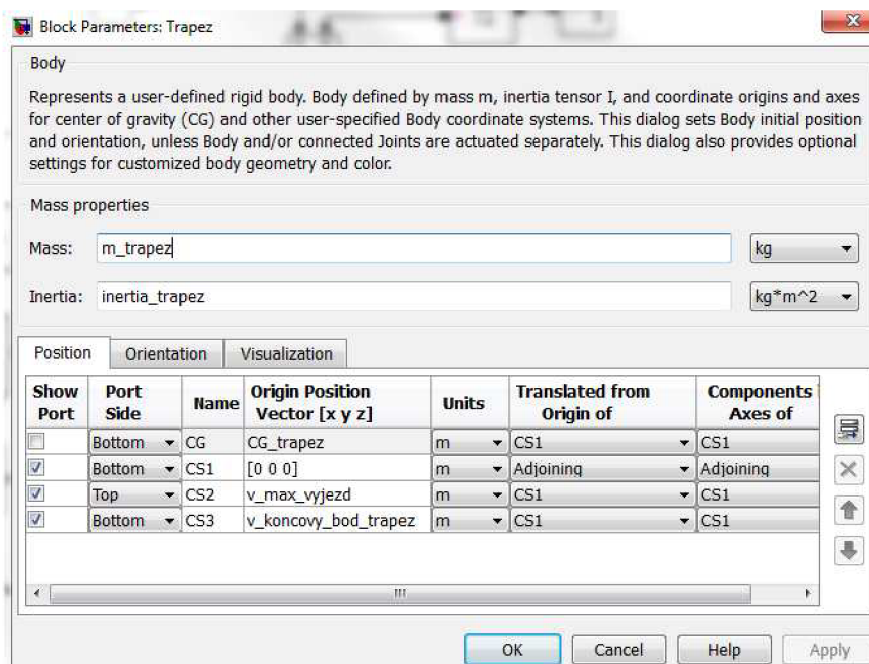 Block Parameters: Trapez
Body
Represents a user-defined rigid body. Body defined by mass m, inertia tensor I, and coordinate origins and axes
for center of gravity (CG) and other user-specified Body coordinate systems. This dialog sets Body initial position
and orientation, unless Body and/or connected Joints are actuated separately. This dialog also provides optional
settings for customized body geometry and color.
Mass properties
Mass: m_trapez kg
Inertia: inertia_trapez kg*m^2
Position Orientation Visualization
Show Port Origin Position Translated from Components
Port Side Name Vector [x y z] Units Origin of Axes of
Bottom CG CG_trapez m CS1 CS1
Bottom CS1 [0 0 0] m Adjoining Adjoining
Top CS2 v_max_vyjezd m CS1 CS1
Bottom CS3 v_koncovy_bod_trapez m CS1 CS1
OK Cancel Help Apply